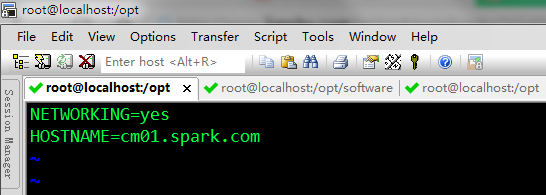 root@localhost:/opt
File Edit View Options Transfer Script Tools Window Help
Enter host <Alt+R>
Session Manager
root@localhost:/opt × root@localhost:/opt/software root@localhost:/opt
NETWORKING=yes
HOSTNAME=cm01.spark.com
~
~